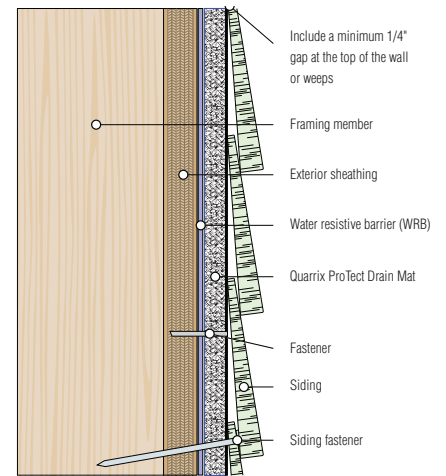 Include a minimum 1/4"
gap at the top of the wall
or weeps
Framing member
Exterior sheathing
Water resistive barrier (WRB)
Quarrix ProTect Drain Mat
Fastener
Siding
Siding fastener